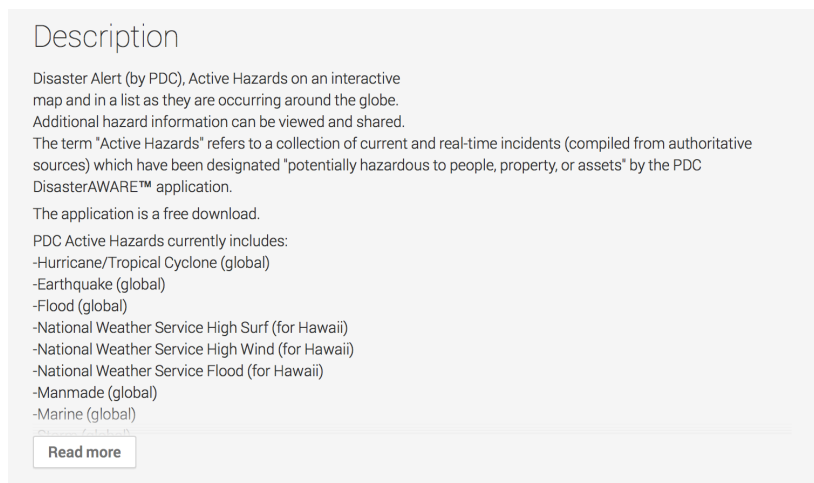 Description
Disaster Alert (by PDC), Active Hazards on an interactive
map and in a list as they are occurring around the globe.
Additional hazard information can be viewed and shared.
The term "Active Hazards" refers to a collection of current and real-time incidents (compiled from authoritative
sources) which have been designated "potentially hazardous to people, property, or assets" by the PDC
DisasterAWARE™ application.
The application is a free download.
PDC Active Hazards currently includes:
-Hurricane/Tropical Cyclone (global)
-Earthquake (global)
-Flood (global)
-National Weather Service High Surf (for Hawaii)
-National Weather Service High Wind (for Hawaii)
-National Weather Service Flood (for Hawaii)
-Manmade (global)
-Marine (global)
Read more